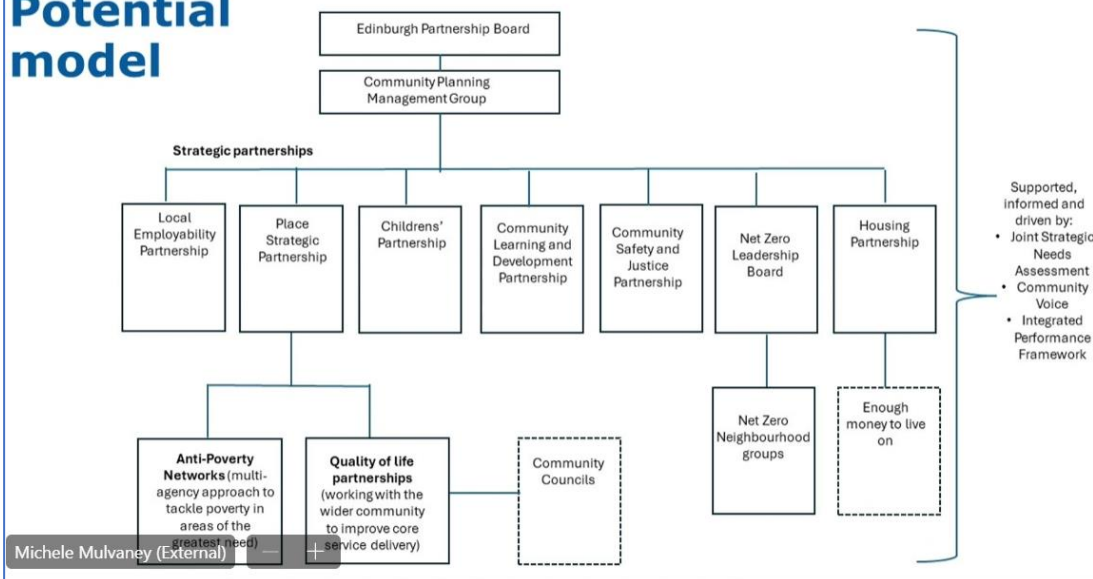 Potential
model
Edinburgh Partnership Board
Community Planning
Management Group
Strategic partnerships
Local
Employability
Partnership
Place
Strategic
Partnership
Childrens'
Partnership
Community
Learning and
Development
Partnership
Community
Safety and
Justice
Partnership
Net Zero
Leadership
Board
Housing
Partnership
Supported,
informed and
driven by:
• Joint Strategic
Needs
Assessment
• Community
Voice
• Integrated
Performance
Framework
Anti-Poverty
Networks (multi-
agency approach to
tackle poverty in
areas of the
greatest need)
Quality of life
partnerships
(working with the
wider community
to improve core
service delivery)
Community
Councils
Net Zero
Neighbourhood
groups
Enough
money to live
on
Michele Mulvaney (External)